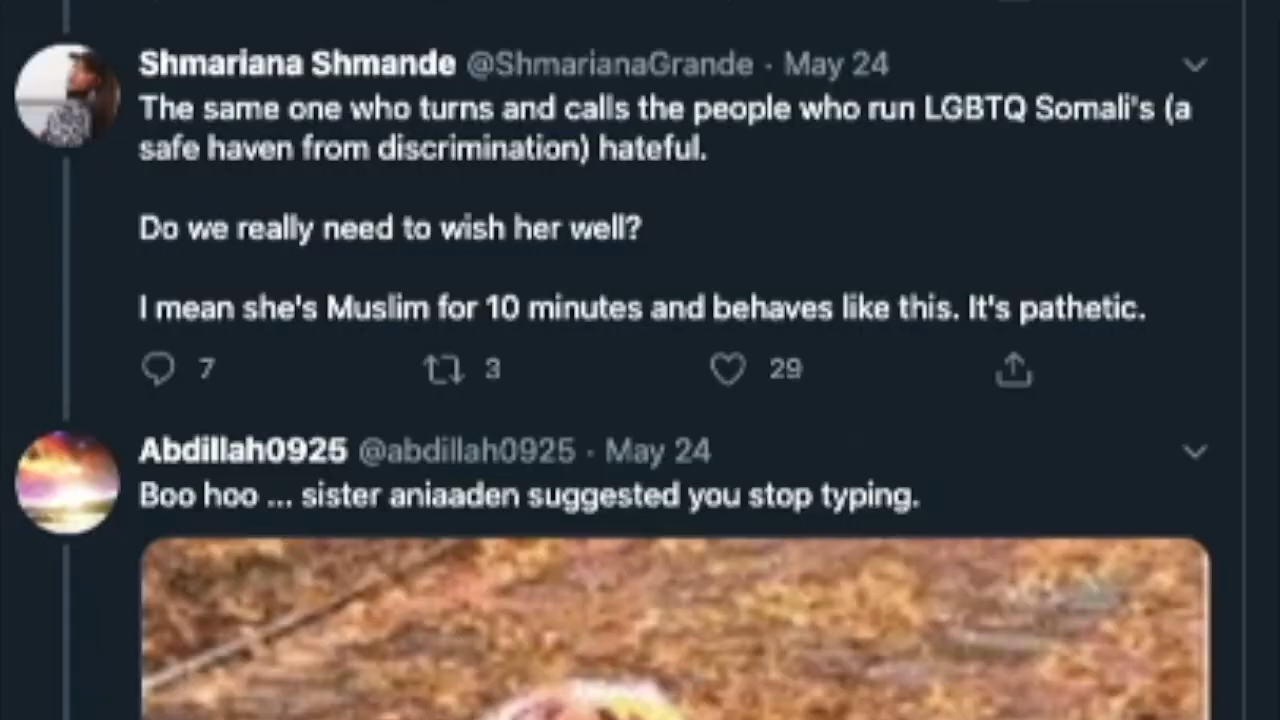 Shmariana Shmande @ShmarianaGrande · May 24
The same one who turns and calls the people who run LGBTQ Somali's (a
safe haven from discrimination) hateful.
Do we really need to wish her well?
I mean she's Muslim for 10 minutes and behaves like this. It's pathetic.
7 3 29
Abdillah0925 @abdillah0925 · May 24
Boo hoo ... sister aniaaden suggested you stop typing.